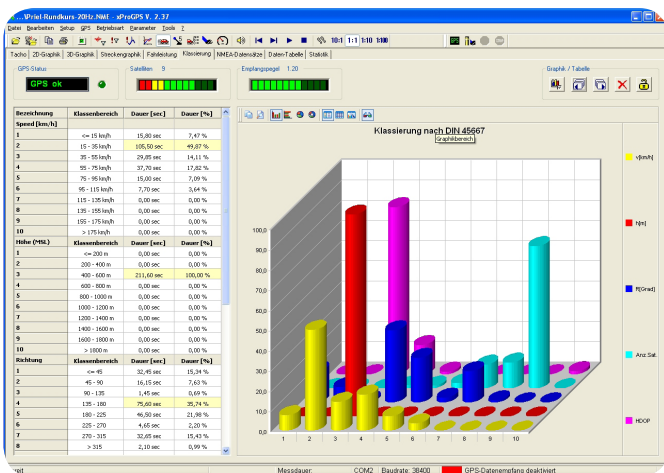 ...\Prief-Rundkurs-20Hz.NME - xProGPS V. 2.37
Datei Bearbeiten Setup GPS Betriebsart Parameter Tools ?
10:1 1:1 1:10 1:100
Tacho 2D-Graphik 3D-Graphik Streckengraphik Fahrleistung Klassierung NMEA-Datensätze Daten-Tabelle Statistik
GPS-Status Satelliten 9 Empfangspegel 1.20 Graphik / Tabelle
GPS ok
Bezeichnung Klassenbereich Dauer [sec] Dauer [%]
Speed [km/h]
1 <= 15 km/h 15,80 sec 7,47 %
2 15 - 35 km/h 105,50 sec 49,87 %
3 35 - 55 km/h 29,85 sec 14,11 %
4 55 - 75 km/h 37,70 sec 17,82 %
5 75 - 95 km/h 15,00 sec 7,09 %
6 95 - 115 km/h 7,70 sec 3,64 %
7 115 - 135 km/h 0,00 sec 0,00 %
8 135 - 155 km/h 0,00 sec 0,00 %
9 155 - 175 km/h 0,00 sec 0,00 %
10 > 175 km/h 0,00 sec 0,00 %
Höhe (MSL) Klassenbereich Dauer [sec] Dauer [%]
1 <= 200 m 0,00 sec 0,00 %
2 200 - 400 m 0,00 sec 0,00 %
3 400 - 600 m 211,60 sec 100,00 %
4 600 - 800 m 0,00 sec 0,00 %
5 800 - 1000 m 0,00 sec 0,00 %
6 1000 - 1200 m 0,00 sec 0,00 %
7 1200 - 1400 m 0,00 sec 0,00 %
8 1400 - 1600 m 0,00 sec 0,00 %
9 1600 - 1800 m 0,00 sec 0,00 %
10 > 1800 m 0,00 sec 0,00 %
Richtung Klassenbereich Dauer [sec] Dauer [%]
1 <= 45 32,45 sec 15,34 %
2 45 - 90 16,15 sec 7,63 %
3 90 - 135 1,45 sec 0,69 %
4 135 - 180 75,60 sec 35,74 %
5 180 - 225 46,50 sec 21,98 %
6 225 - 270 4,65 sec 2,20 %
7 270 - 315 32,65 sec 15,43 %
8 > 315 2,10 sec 0,99 %
Klassierung nach DIN 45667
Graphikbereich
100,0
90,0
80,0
70,0
60,0
50,0
40,0
30,0
20,0
10,0
0,0
1 2 3 4 5 6 7 8 9 10
v[km/h]
h[m]
R[Grad]
Anz.Sat.
HDOP
reit Messdauer: COM2 Baudrate: 38400 GPS-Datenempfang deaktiviert